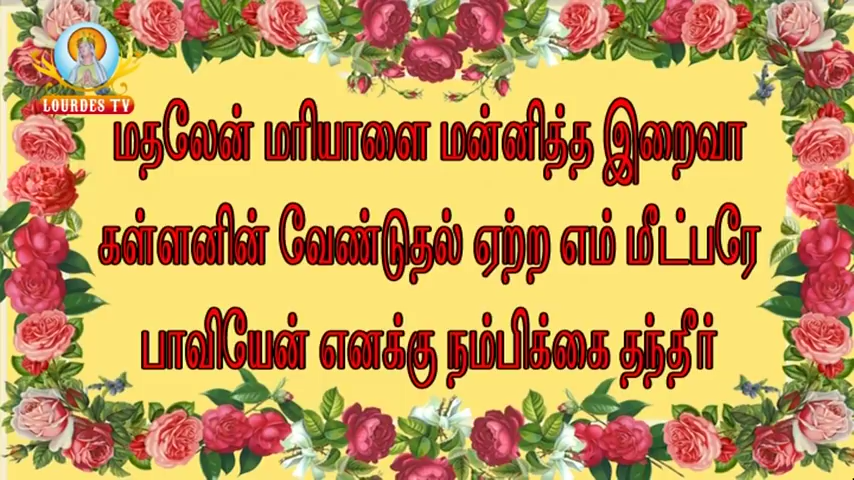 LOURDES TV
மதலேன் மரியாளை மன்னித்த இறைவா
கள்ளனின் வேண்டுதல் ஏற்ற எம் மீட்பரே
பாவியேன் எனக்கு நம்பிக்கை தந்தீர்